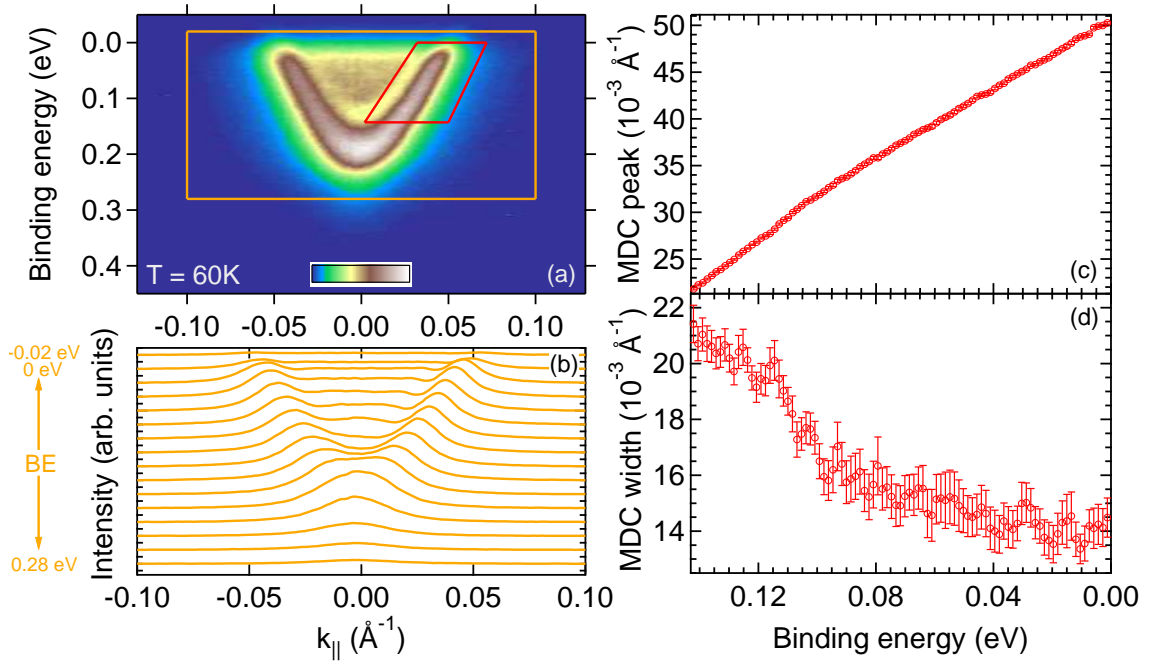 Binding energy (eV)
0.0
0.1
0.2
0.3
0.4
T = 60K
(a)
-0.10
-0.05
0.00
0.05
0.10
Intensity (arb. units)
-0.02 eV
0 eV
BE
0.28 eV
(b)
-0.10
-0.05
0.00
0.05
0.10
k|| (Å-1)
MDC peak (10-3 Å-1)
50
45
40
35
30
25
(c)
MDC width (10-3 Å-1)
22
20
18
16
14
(d)
0.12
0.08
0.04
0.00
Binding energy (eV)